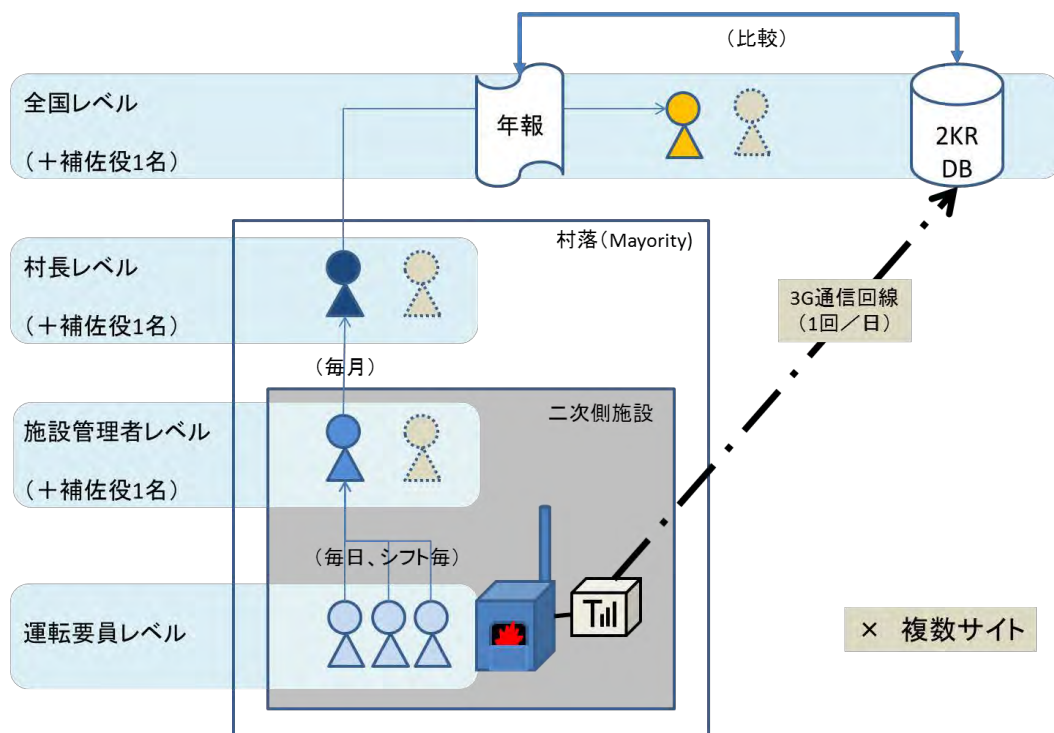 （比較）
全国レベル
（＋補佐役1名）
年報
2KR
DB
村落（Mayority)
村長レベル
（＋補佐役1名）
3G通信回線
（1回／日）
（毎月）
二次側施設
施設管理者レベル
（＋補佐役1名）
（毎日、シフト毎）
運転要員レベル
T
× 複数サイト